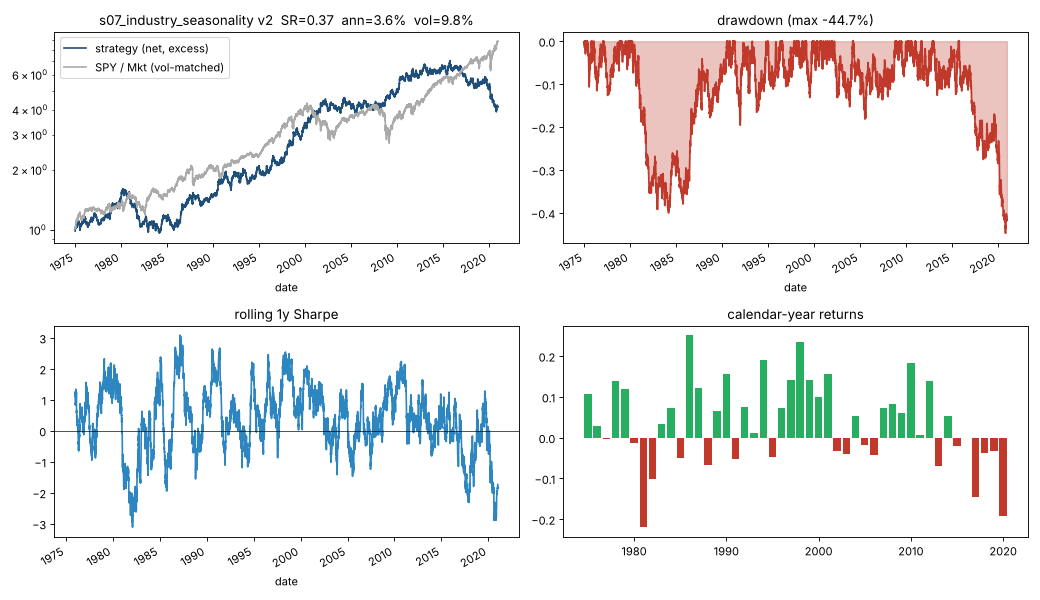 s07_industry_seasonality v2  SR=0.37  ann=3.6%  vol=9.8%
strategy (net, excess)
SPY / Mkt (vol-matched)
6 × 10⁰
4 × 10⁰
3 × 10⁰
2 × 10⁰
10⁰
1975 1980 1985 1990 1995 2000 2005 2010 2015 2020
date
drawdown (max -44.7%)
0.0
−0.1
−0.2
−0.3
−0.4
1975 1980 1985 1990 1995 2000 2005 2010 2015 2020
date
rolling 1y Sharpe
3
2
1
0
−1
−2
−3
1975 1980 1985 1990 1995 2000 2005 2010 2015 2020
date
calendar-year returns
0.2
0.1
0.0
−0.1
−0.2
1980 1990 2000 2010 2020